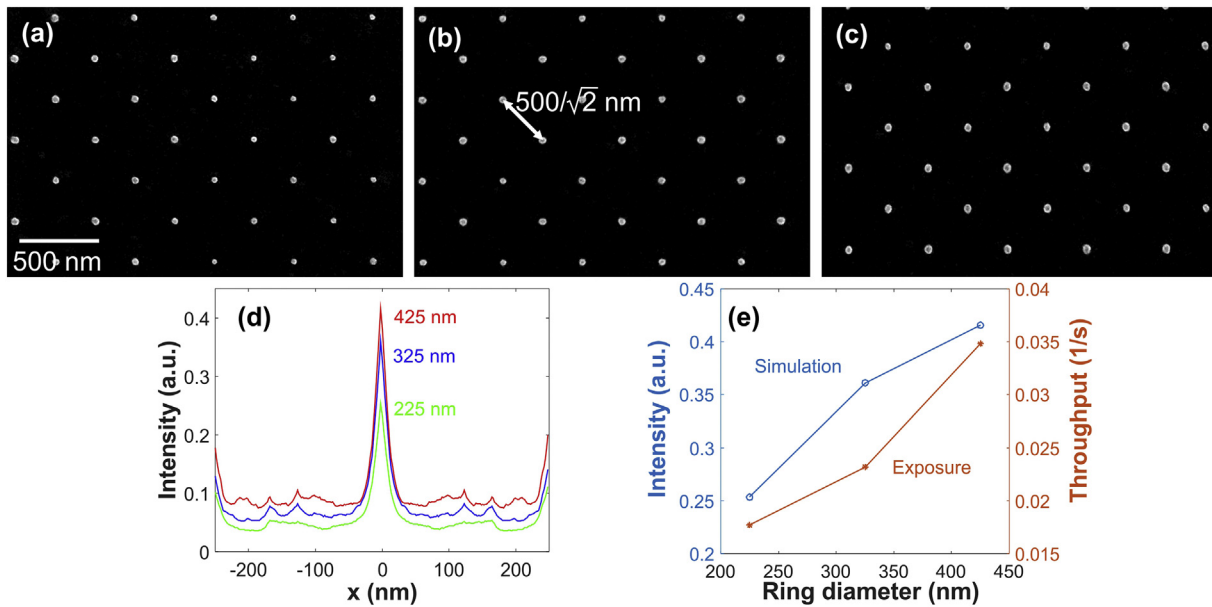 (a)
(b)
(c)
500/√2 nm
500 nm
(d)
425 nm
325 nm
225 nm
Intensity (a.u.)
0.4
0.3
0.2
0.1
0
-200
-100
0
100
200
x (nm)
(e)
Simulation
Exposure
Intensity (a.u.)
0.45
0.4
0.35
0.3
0.25
0.2
Throughput (1/s)
0.04
0.035
0.03
0.025
0.02
0.015
200
250
300
350
400
450
Ring diameter (nm)